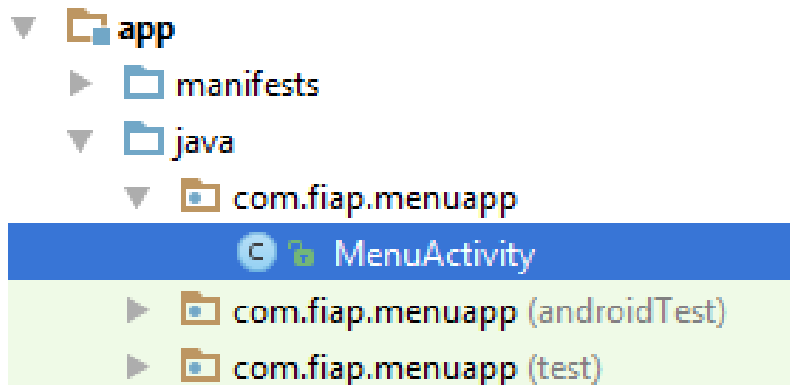 app
manifests
java
com.fiap.menuapp
C MenuActivity
com.fiap.menuapp (androidTest)
com.fiap.menuapp (test)